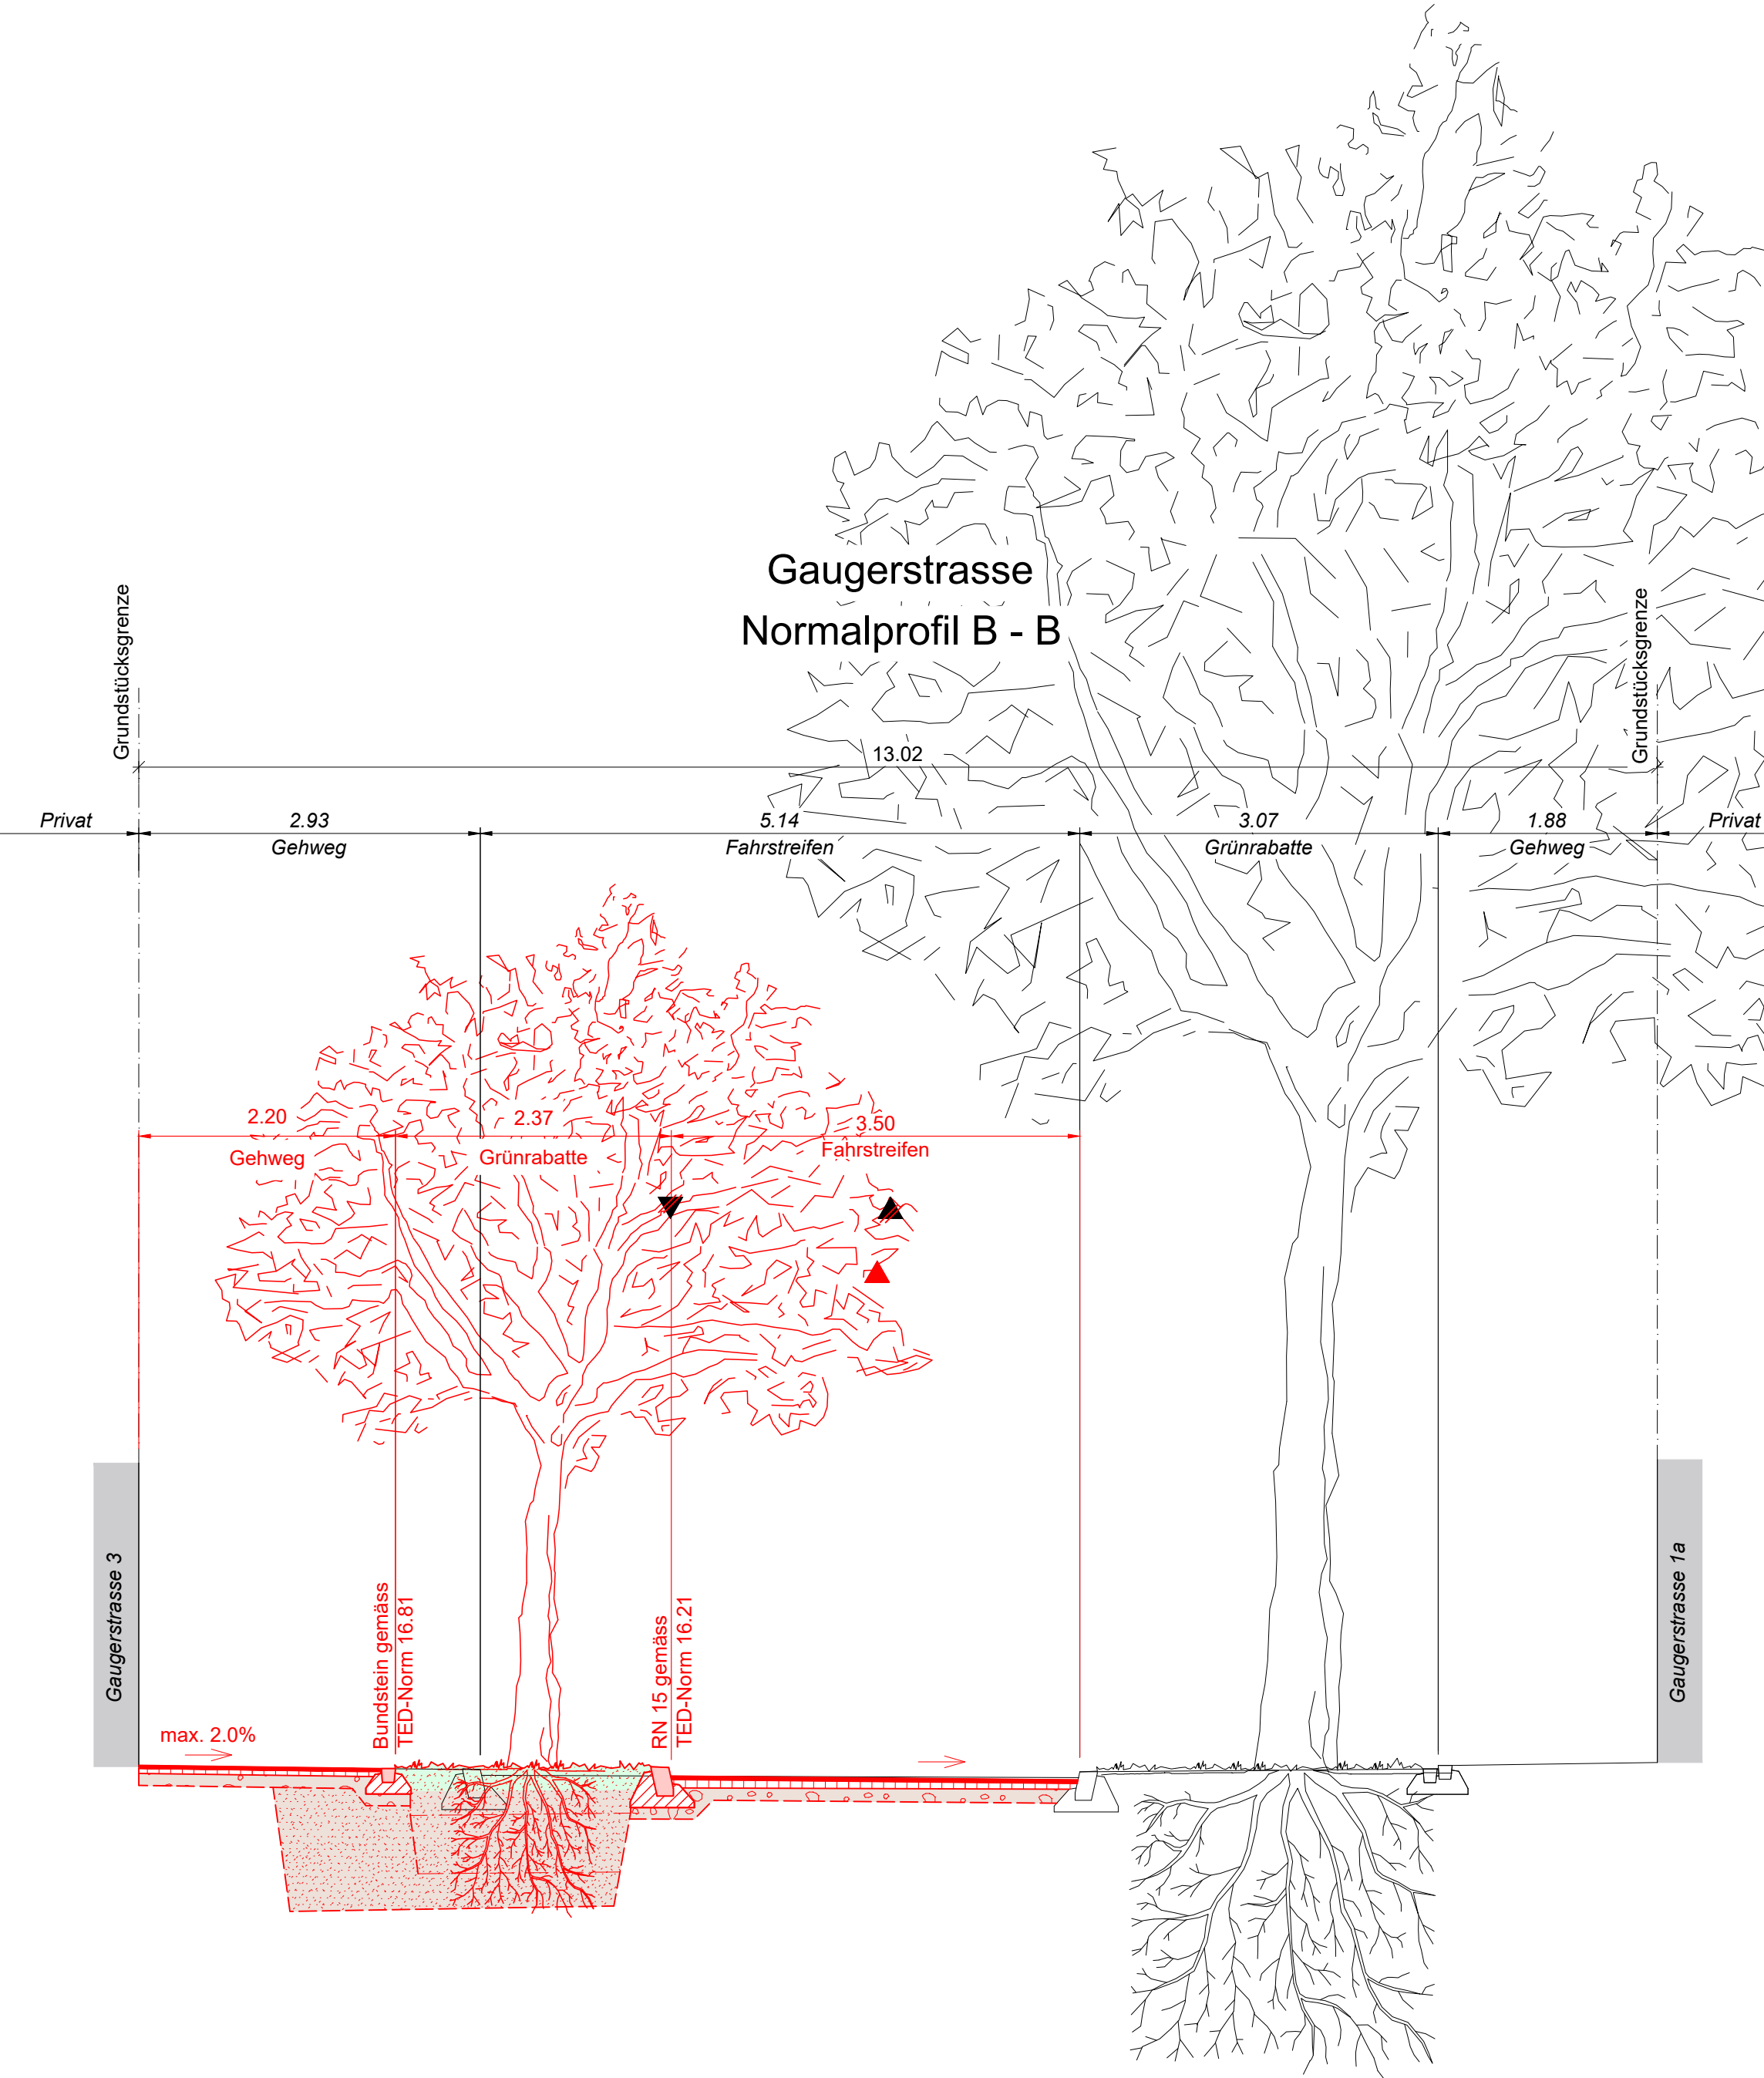 Gaugerstrasse
Normalprofil B - B
Grundstücksgrenze
Grundstücksgrenze
13.02
Privat
2.93
Gehweg
5.14
Fahrstreifen
3.07
Grünrabatte
1.88
Gehweg
Privat
2.20
Gehweg
2.37
Grünrabatte
3.50
Fahrstreifen
Gaugerstrasse 3
Bundstein gemäss
TED-Norm 16.81
RN 15 gemäss
TED-Norm 16.21
Gaugerstrasse 1a
max. 2.0%